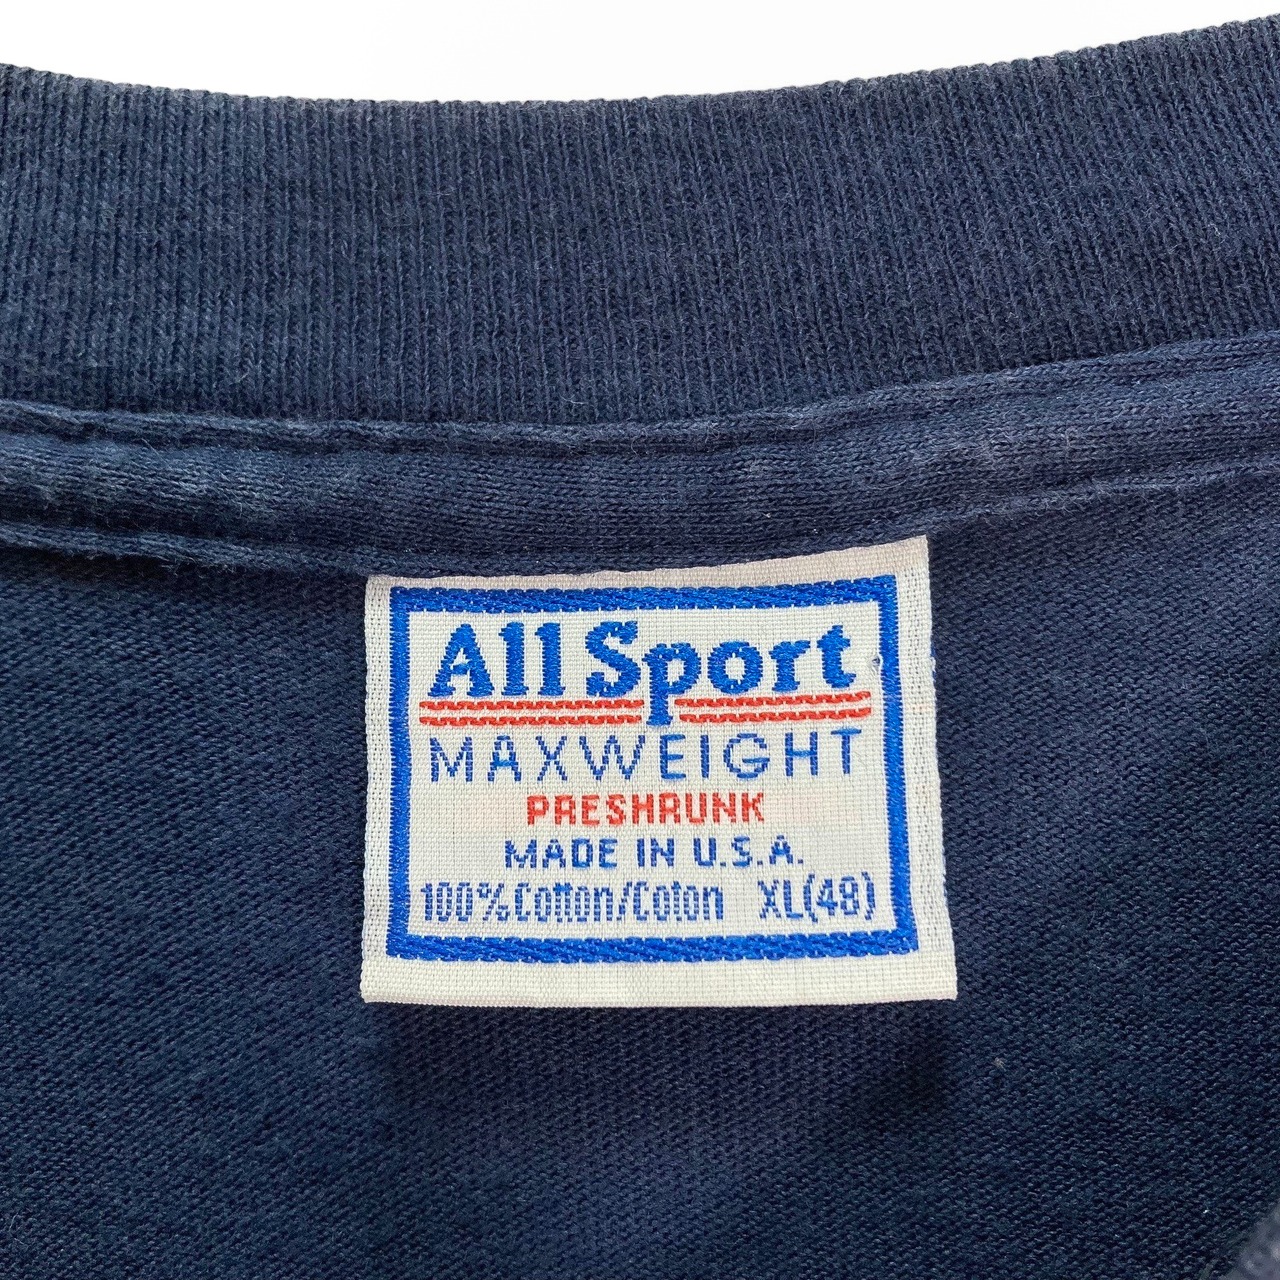 All Sport
MAXWEIGHT
PRESHRUNK
MADE IN U.S.A.
100% Cotton/Coton XL(48)